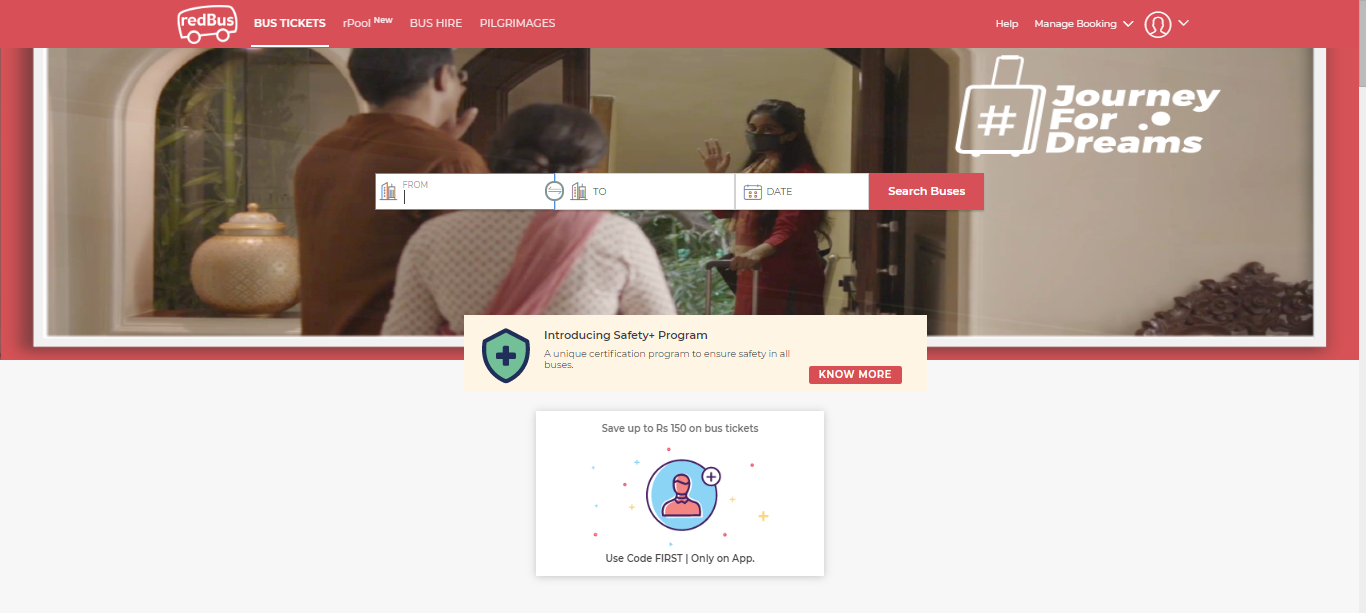 redBus
BUS TICKETS
rPool New
BUS HIRE
PILGRIMAGES
Help
Manage Booking
# Journey
For
Dreams
FROM
TO
DATE
Search Buses
Introducing Safety+ Program
A unique certification program to ensure safety in all
buses.
KNOW MORE
Save up to Rs 150 on bus tickets
Use Code FIRST | Only on App.